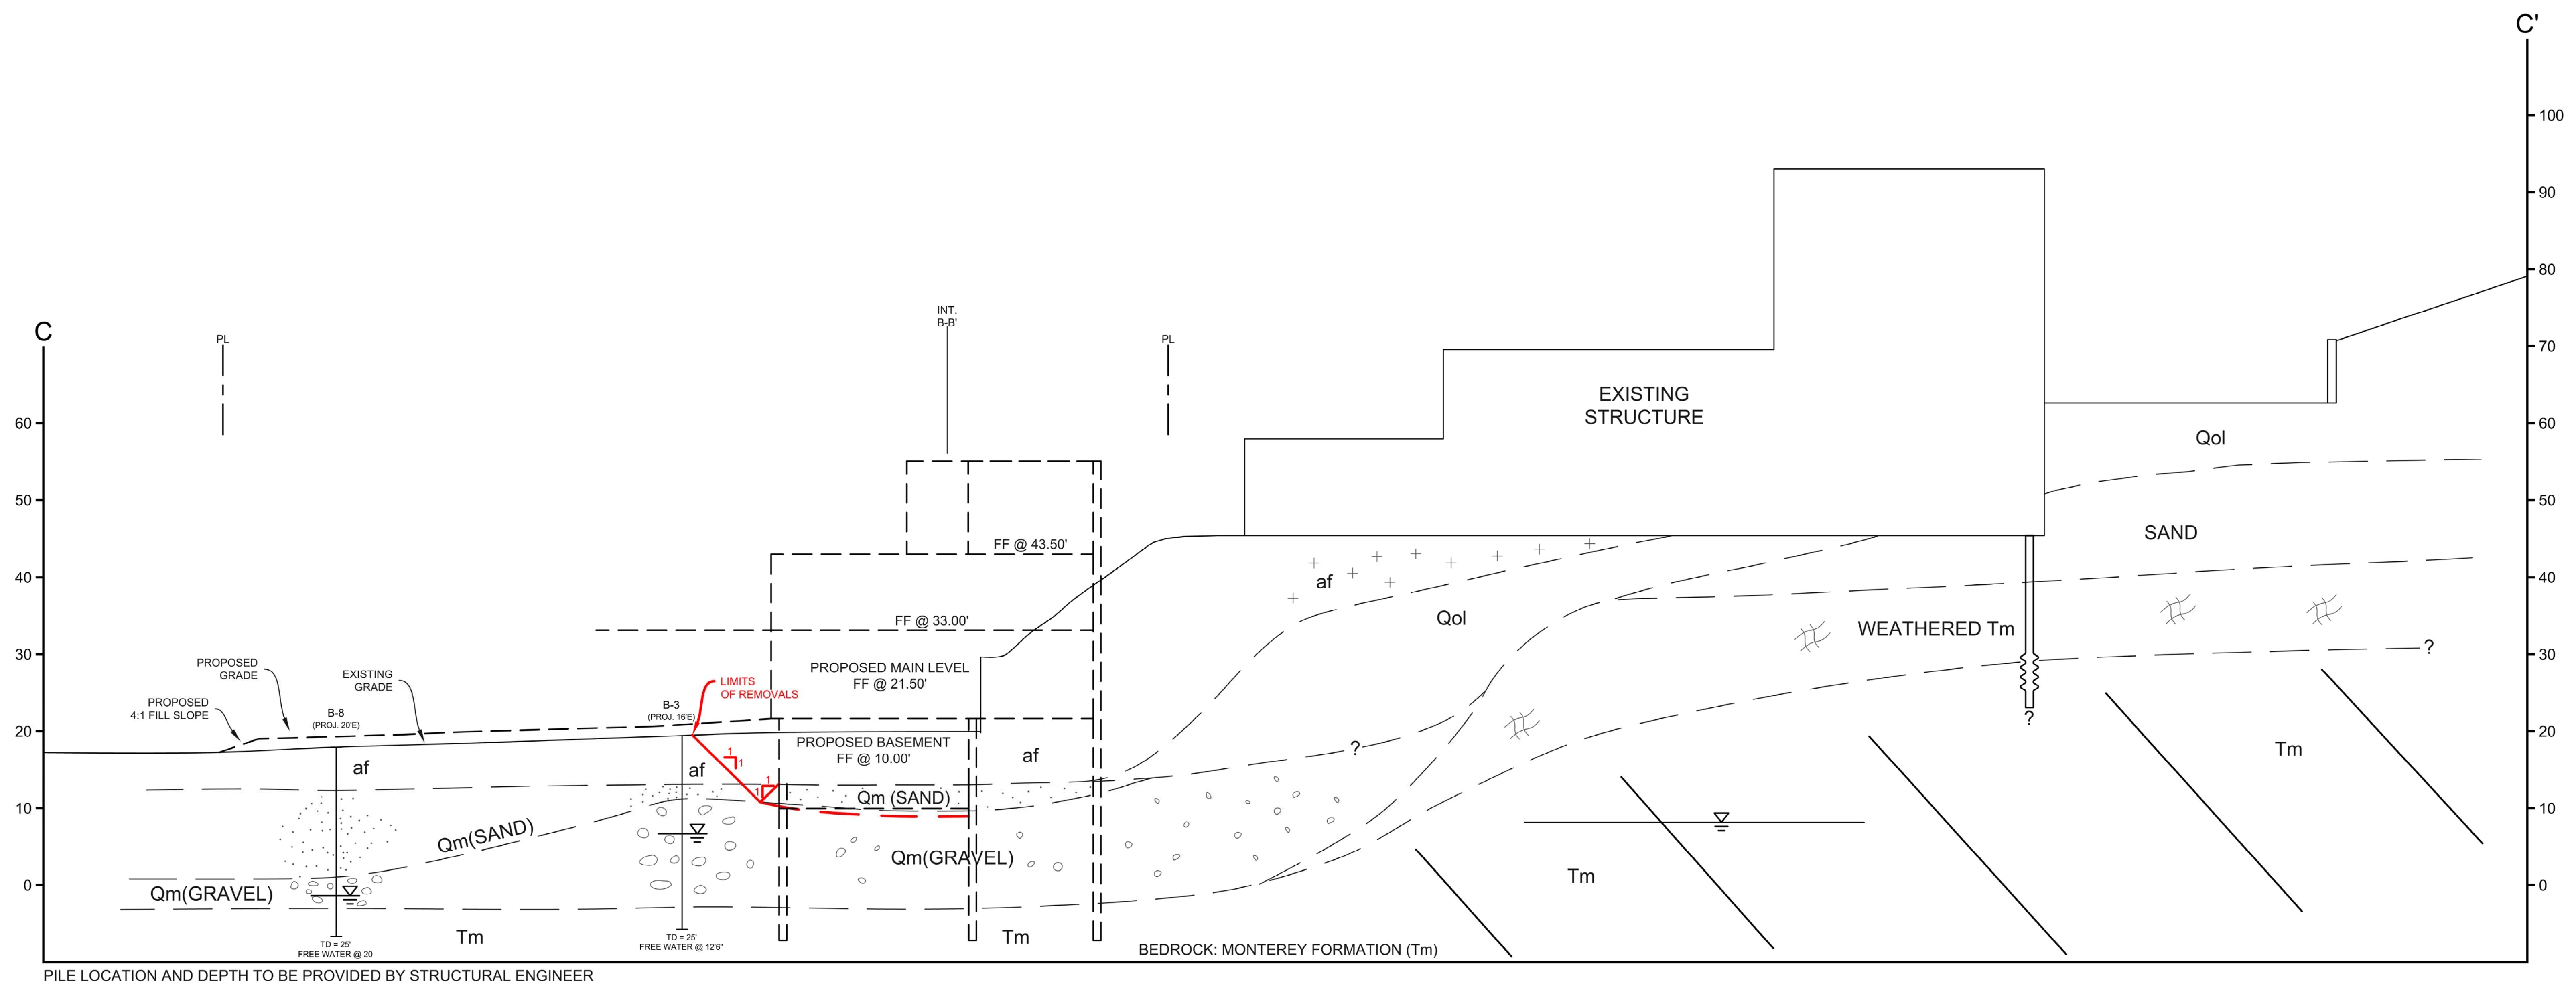 C'
100
90
80
INT.
B-B'
C
PL
PL
70
EXISTING
STRUCTURE
60
60
Qol
50
50
SAND
FF @ 43.50'
40
40
af
Qol
FF @ 33.00'
WEATHERED Tm
30
30
?
PROPOSED
GRADE
EXISTING
GRADE
PROPOSED MAIN LEVEL
FF @ 21.50'
LIMITS
OF REMOVALS
PROPOSED
4:1 FILL SLOPE
B-8
(PROJ. 20'E)
B-3
(PROJ. 16'E)
?
20
20
PROPOSED BASEMENT
FF @ 10.00'
1
1
af
af
af
?
Tm
1
1
Qm (SAND)
10
10
Qm(SAND)
Qm(GRAVEL)
0
0
Qm(GRAVEL)
Tm
Tm
Tm
TD = 25'
FREE WATER @ 20
TD = 25'
FREE WATER @ 12'6"
BEDROCK: MONTEREY FORMATION (Tm)
PILE LOCATION AND DEPTH TO BE PROVIDED BY STRUCTURAL ENGINEER